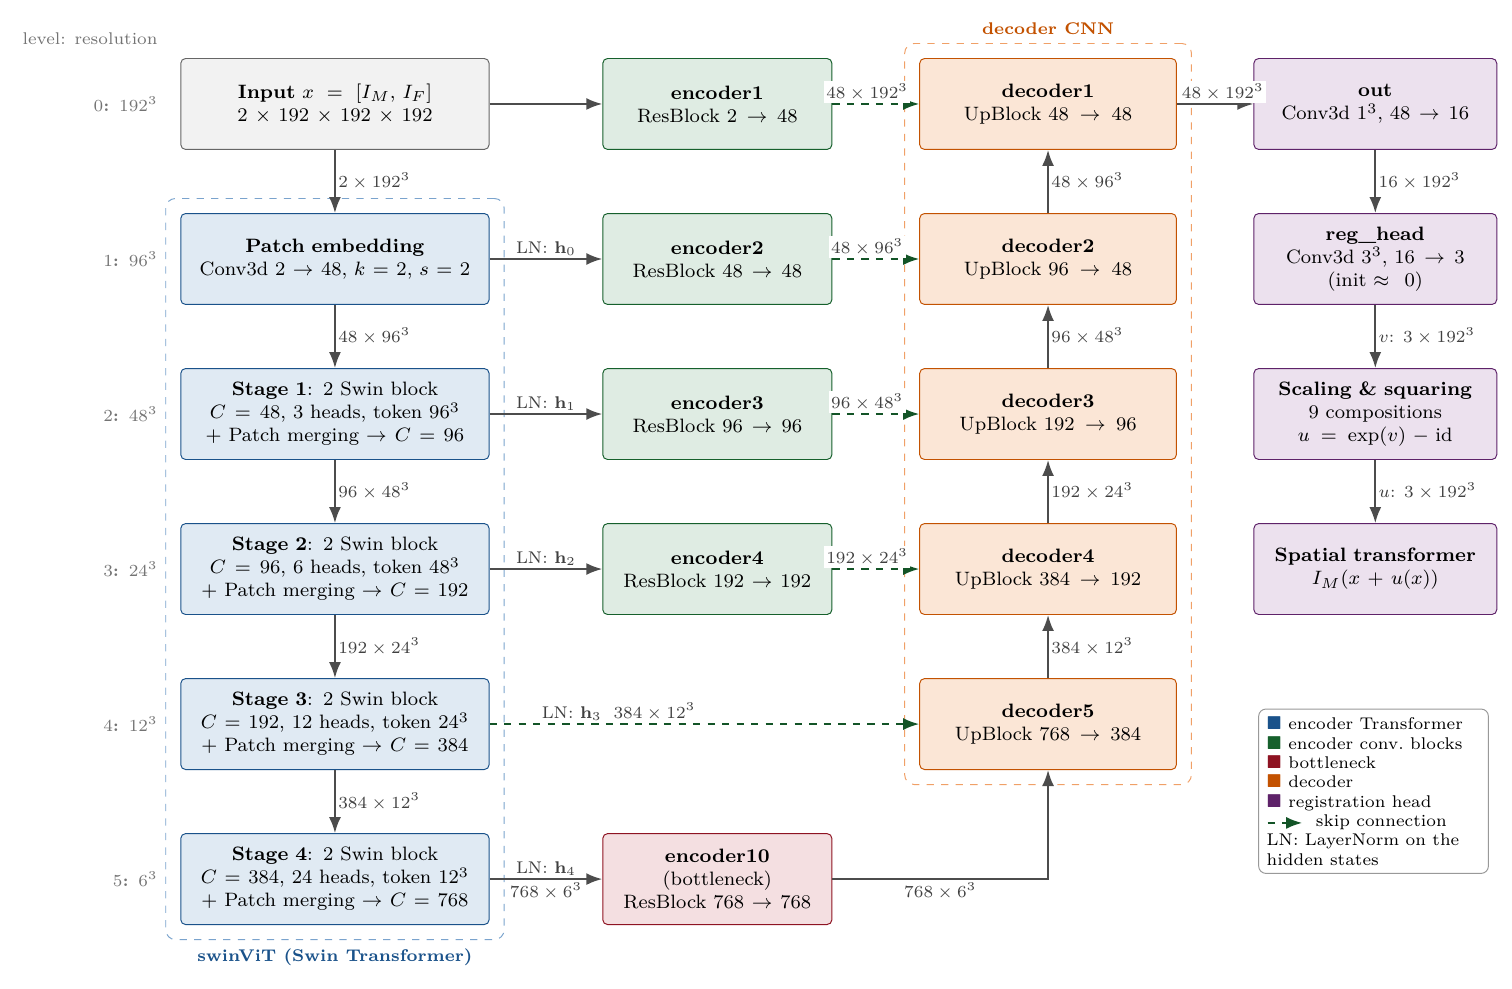 decoder CNN
level: resolution
0: 192³
Input x = [I_M, I_F]
2 × 192 × 192 × 192
encoder1
ResBlock 2 → 48
48 × 192³
decoder1
UpBlock 48 → 48
48 × 192³
out
Conv3d 1³, 48 → 16
2 × 192³
48 × 96³
16 × 192³
1: 96³
Patch embedding
Conv3d 2 → 48, k = 2, s = 2
LN: h₀
encoder2
ResBlock 48 → 48
48 × 96³
decoder2
UpBlock 96 → 48
reg_head
Conv3d 3³, 16 → 3
(init ≈ 0)
48 × 96³
96 × 48³
v: 3 × 192³
2: 48³
Stage 1: 2 Swin block
C = 48, 3 heads, token 96³
+ Patch merging → C = 96
LN: h₁
encoder3
ResBlock 96 → 96
96 × 48³
decoder3
UpBlock 192 → 96
Scaling & squaring
9 compositions
u = exp(v) − id
96 × 48³
192 × 24³
u: 3 × 192³
3: 24³
Stage 2: 2 Swin block
C = 96, 6 heads, token 48³
+ Patch merging → C = 192
LN: h₂
encoder4
ResBlock 192 → 192
192 × 24³
decoder4
UpBlock 384 → 192
Spatial transformer
I_M(x + u(x))
192 × 24³
384 × 12³
4: 12³
Stage 3: 2 Swin block
C = 192, 12 heads, token 24³
+ Patch merging → C = 384
LN: h₃ 384 × 12³
decoder5
UpBlock 768 → 384
384 × 12³
5: 6³
Stage 4: 2 Swin block
C = 384, 24 heads, token 12³
+ Patch merging → C = 768
LN: h₄
768 × 6³
encoder10
(bottleneck)
ResBlock 768 → 768
768 × 6³
swinViT (Swin Transformer)
encoder Transformer
encoder conv. blocks
bottleneck
decoder
registration head
skip connection
LN: LayerNorm on the
hidden states